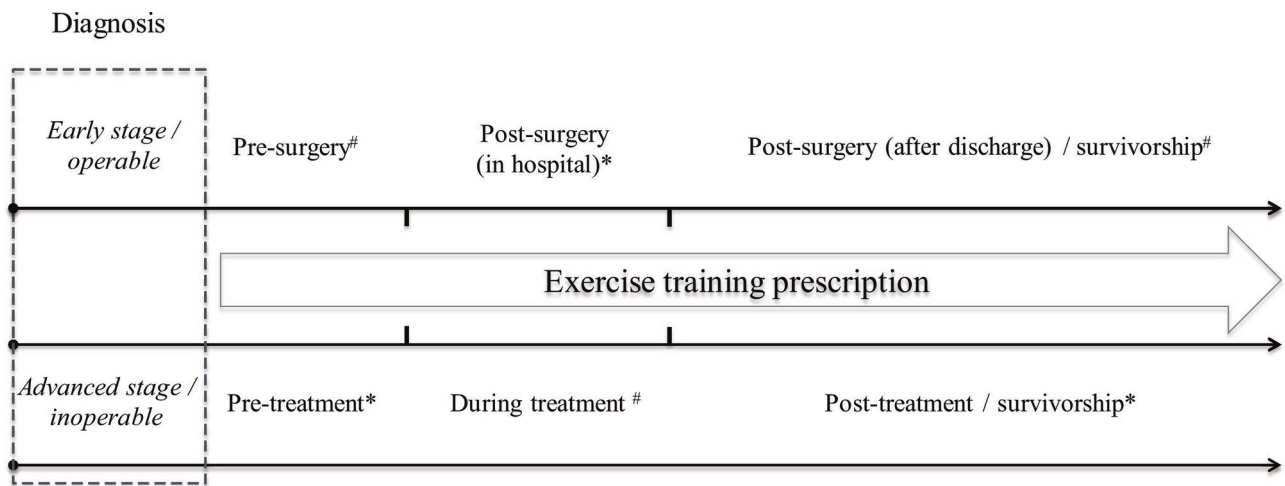 Diagnosis
Early stage /
operable
Pre-surgery#
Post-surgery
(in hospital)*
Post-surgery (after discharge) / survivorship#
Exercise training prescription
Advanced stage /
inoperable
Pre-treatment*
During treatment #
Post-treatment / survivorship*